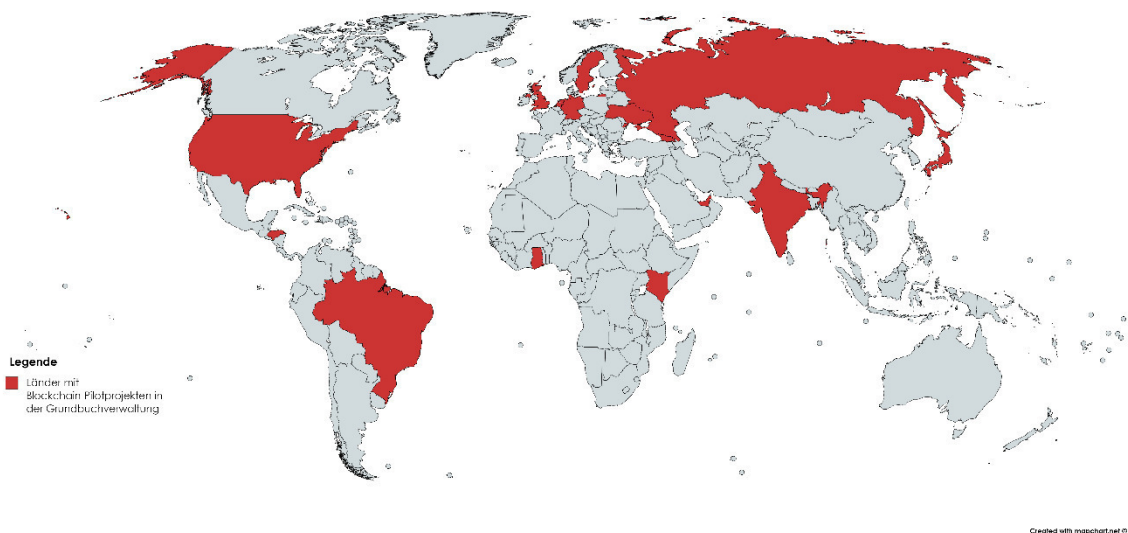 Legende
Länder mit
Blockchain Pilotprojekten in
der Grundbuchverwaltung
Created with mapchart.net ©